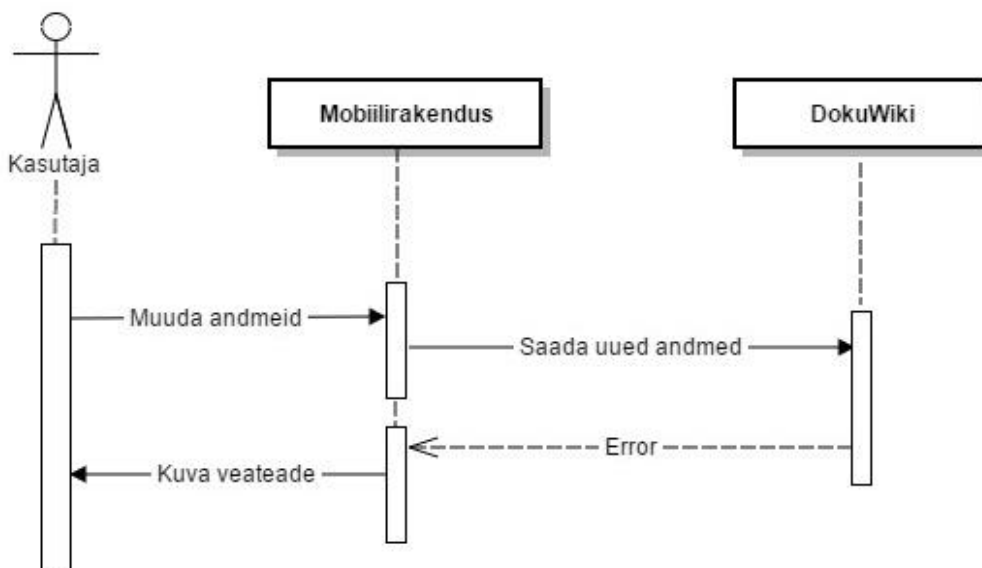 Kasutaja
Mobiilirakendus
DokuWiki
Muuda andmeid
Saada uued andmed
Error
Kuva veateade